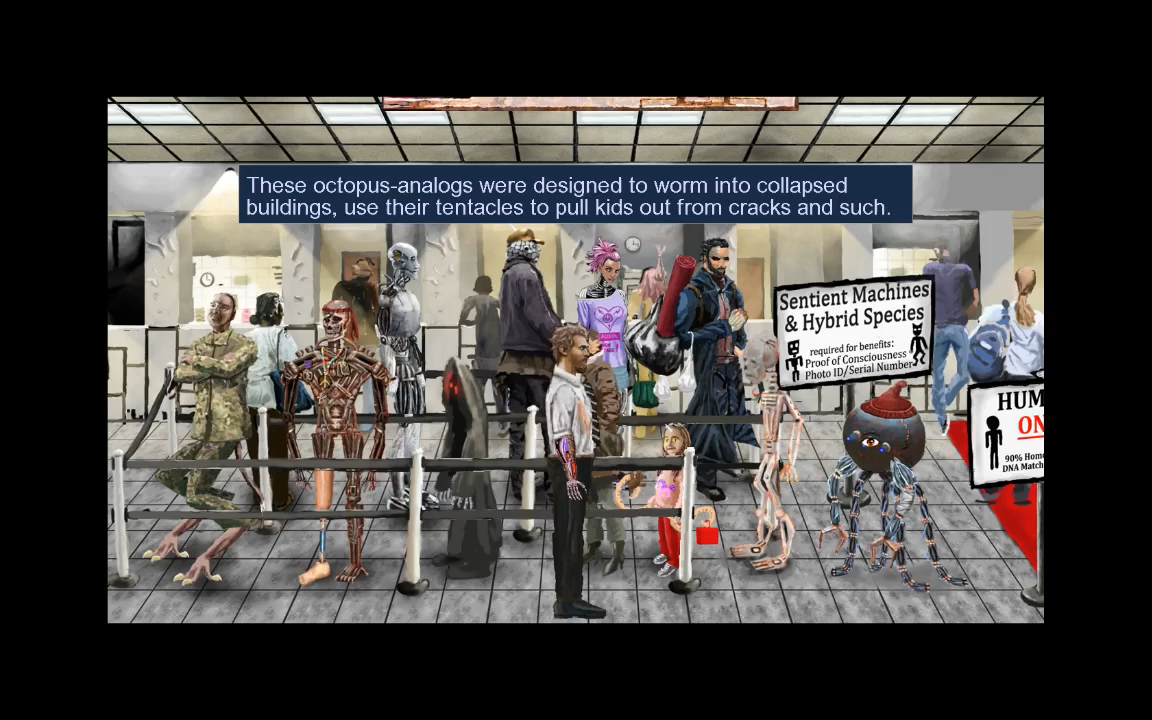 These octopus-analogs were designed to worm into collapsed
buildings, use their tentacles to pull kids out from cracks and such.
Sentient Machines
& Hybrid Species
required for benefits:
Proof of Consciousness
Photo ID/Serial Number
HUM
ON
90% Hom
DNA Match